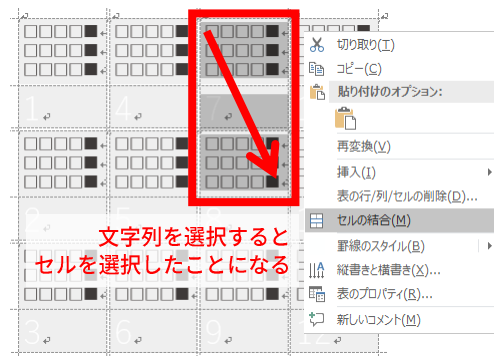 1
4
7
切り取り(T)
コピー(C)
貼り付けのオプション:
再変換(V)
挿入(I)
表の行/列/セルの削除(D)...
セルの結合(M)
罫線のスタイル(B)
縦書きと横書き(X)...
表のプロパティ(R)...
新しいコメント(M)
文字列を選択すると
セルを選択したことになる
3
6
9
12